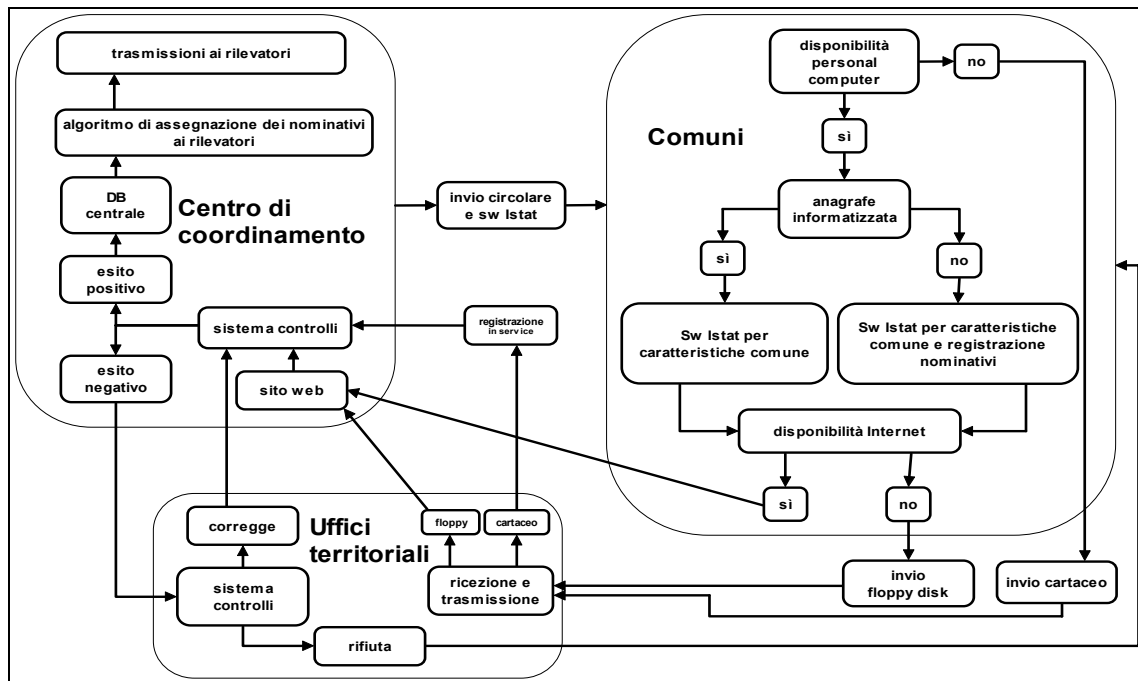 trasmissioni ai rilevatori
algoritmo di assegnazione dei nominativi
ai rilevatori
DB
centrale
Centro di
coordinamento
esito
positivo
sistema controlli
esito
negativo
sito web
registrazione
in service
invio circolare
e sw Istat
disponibilità
personal
computer
no
sì
Comuni
anagrafe
informatizzata
sì
no
Sw Istat per
caratteristiche comune
Sw Istat per caratteristiche
comune e registrazione
nominativi
disponibilità Internet
sì
no
invio
floppy disk
invio cartaceo
corregge
Uffici
territoriali
floppy
cartaceo
sistema
controlli
ricezione e
trasmissione
rifiuta